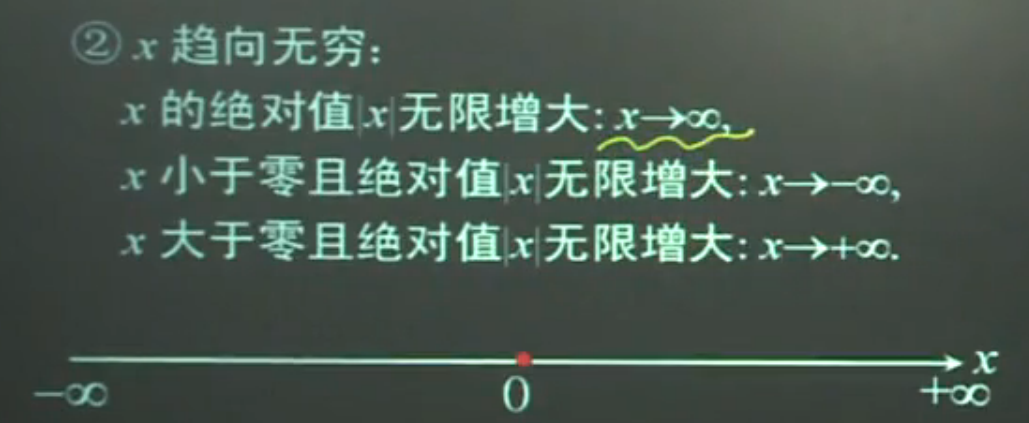 ② x 趋向无穷:
x 的绝对值|x|无限增大: x→∞,
x 小于零且绝对值|x|无限增大: x→−∞,
x 大于零且绝对值|x|无限增大: x→+∞.
x
−∞ 0 +∞